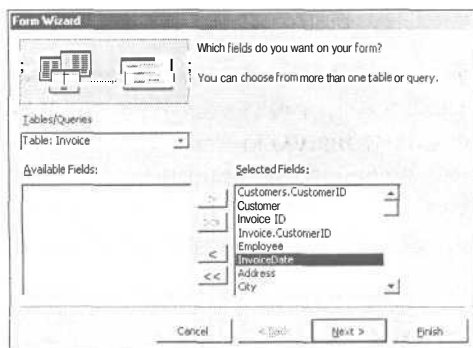 Form Wizard
Which fields do you want on your form?
You can choose from more than one table or query.
Tables/Queries
Table: Invoice
Available Fields:
Selected Fields:
>
>>
<
<<
Customers.CustomerID
Customer
Invoice ID
Invoice.CustomerID
Employee
InvoiceDate
Address
City
Cancel
< Back
Next >
Finish